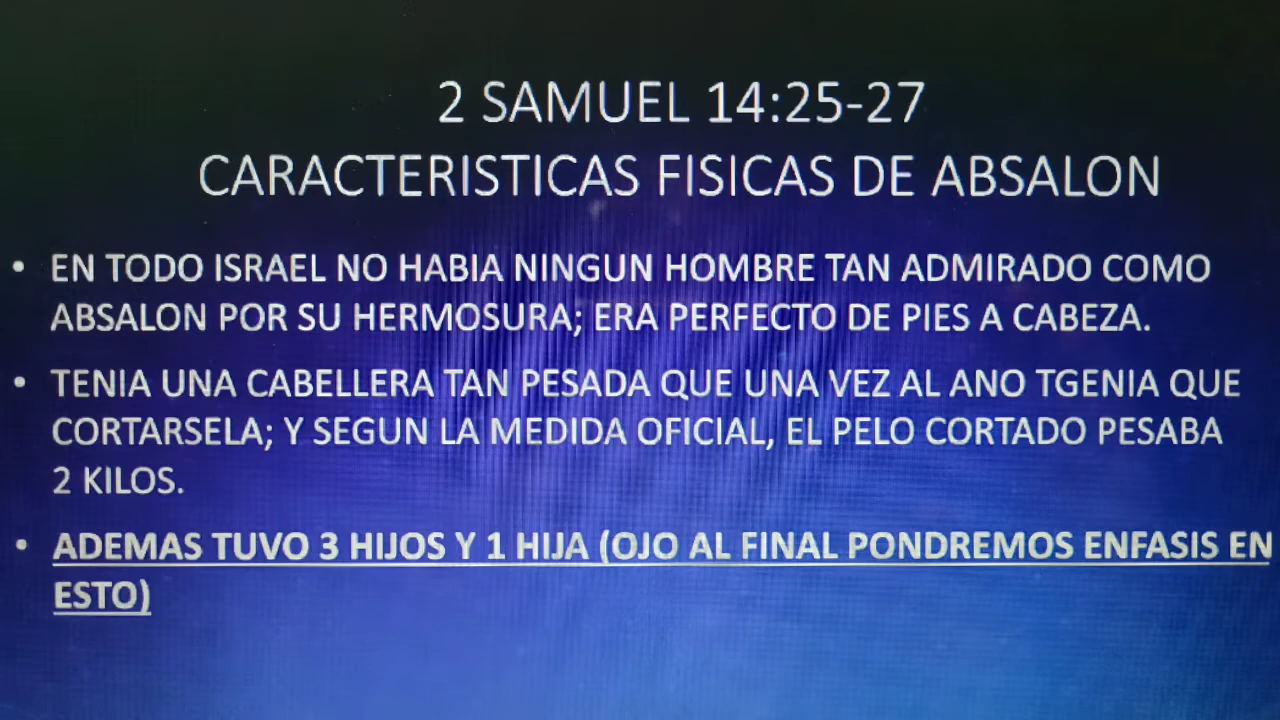 2 SAMUEL 14:25-27
CARACTERISTICAS FISICAS DE ABSALON
• EN TODO ISRAEL NO HABIA NINGUN HOMBRE TAN ADMIRADO COMO
ABSALON POR SU HERMOSURA; ERA PERFECTO DE PIES A CABEZA.
• TENIA UNA CABELLERA TAN PESADA QUE UNA VEZ AL ANO TGENIA QUE
CORTARSELA; Y SEGUN LA MEDIDA OFICIAL, EL PELO CORTADO PESABA
2 KILOS.
• ADEMAS TUVO 3 HIJOS Y 1 HIJA (OJO AL FINAL PONDREMOS ENFASIS EN
ESTO)